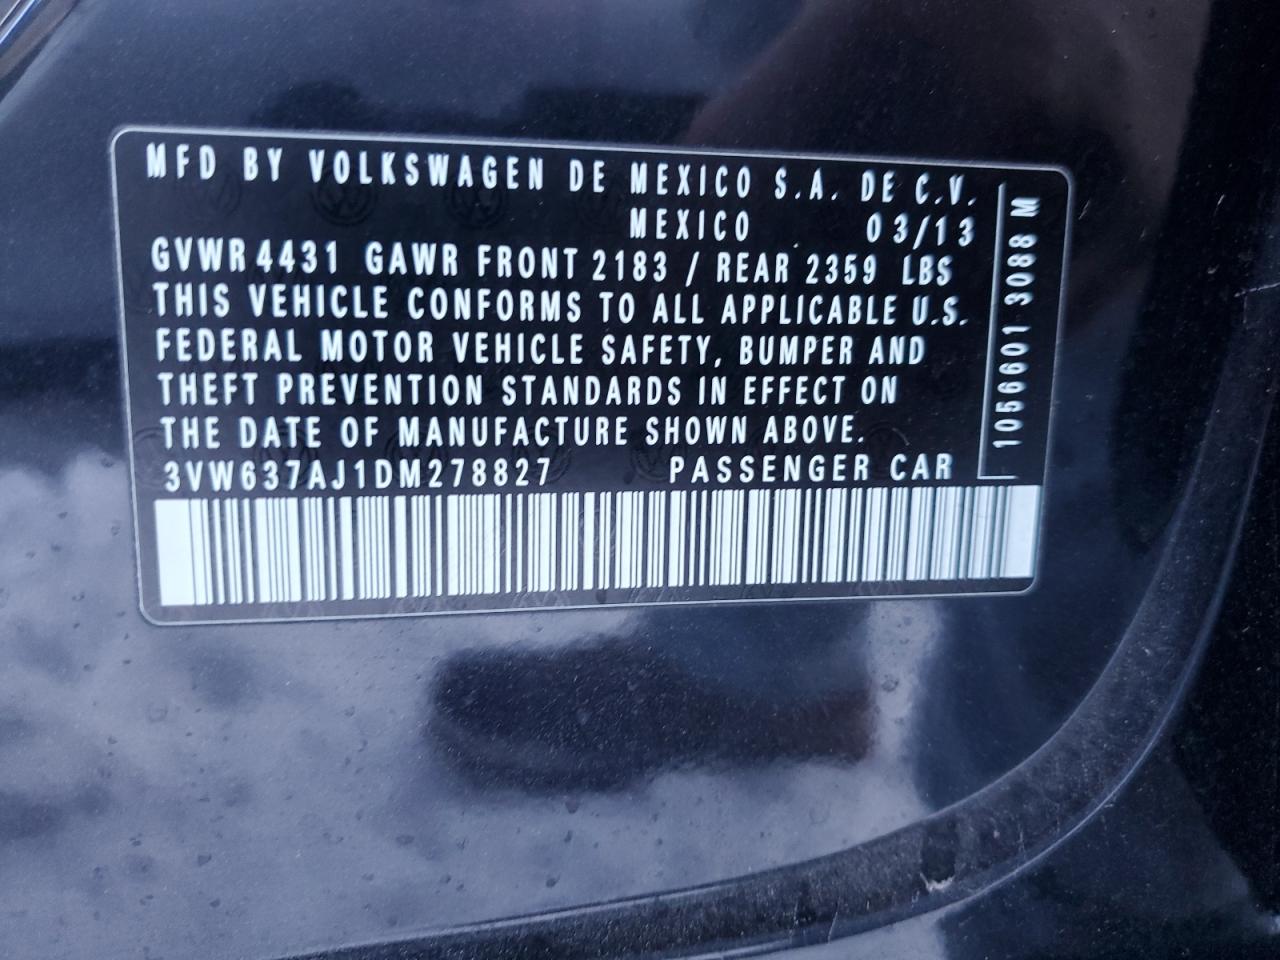 MFD BY VOLKSWAGEN DE MEXICO S.A. DE C.V.
MEXICO 03/13
GVWR 4431 GAWR FRONT 2183 / REAR 2359 LBS
THIS VEHICLE CONFORMS TO ALL APPLICABLE U.S.
FEDERAL MOTOR VEHICLE SAFETY, BUMPER AND
THEFT PREVENTION STANDARDS IN EFFECT ON
THE DATE OF MANUFACTURE SHOWN ABOVE.
3VW637AJ1DM278827 PASSENGER CAR
1056601 3088 M